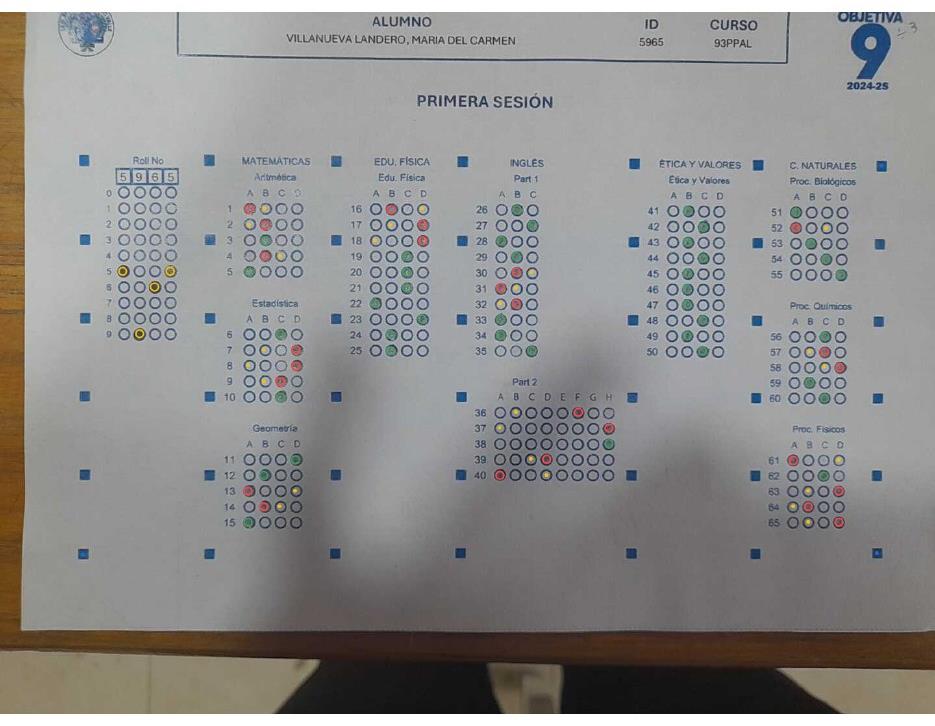 ALUMNO ID CURSO
VILLANUEVA LANDERO, MARIA DEL CARMEN 5965 93PPAL
OBJETIVA
9
2024-25
PRIMERA SESIÓN
Roll No
5 9 6 5
0
1
2
3
4
5
6
7
8
9
MATEMÁTICAS
Aritmética
A B C D
1
2
3
4
5
Estadística
6
7
8
9
10
Geometría
A B C D
11
12
13
14
15
EDU. FÍSICA
Edu. Física
A B C D
16
17
18
19
20
21
22
23
24
25
INGLÉS
Part 1
A B C
26
27
28
29
30
31
32
33
34
35
Part 2
A B C D E F G H
36
37
38
39
40
ÉTICA Y VALORES
Ética y Valores
A B C D
41
42
43
44
45
46
47
48
49
50
C. NATURALES
Proc. Biológicos
A B C D
51
52
53
54
55
Proc. Químicos
A B C D
56
57
58
59
60
Proc. Físicos
A B C D
61
62
63
64
65